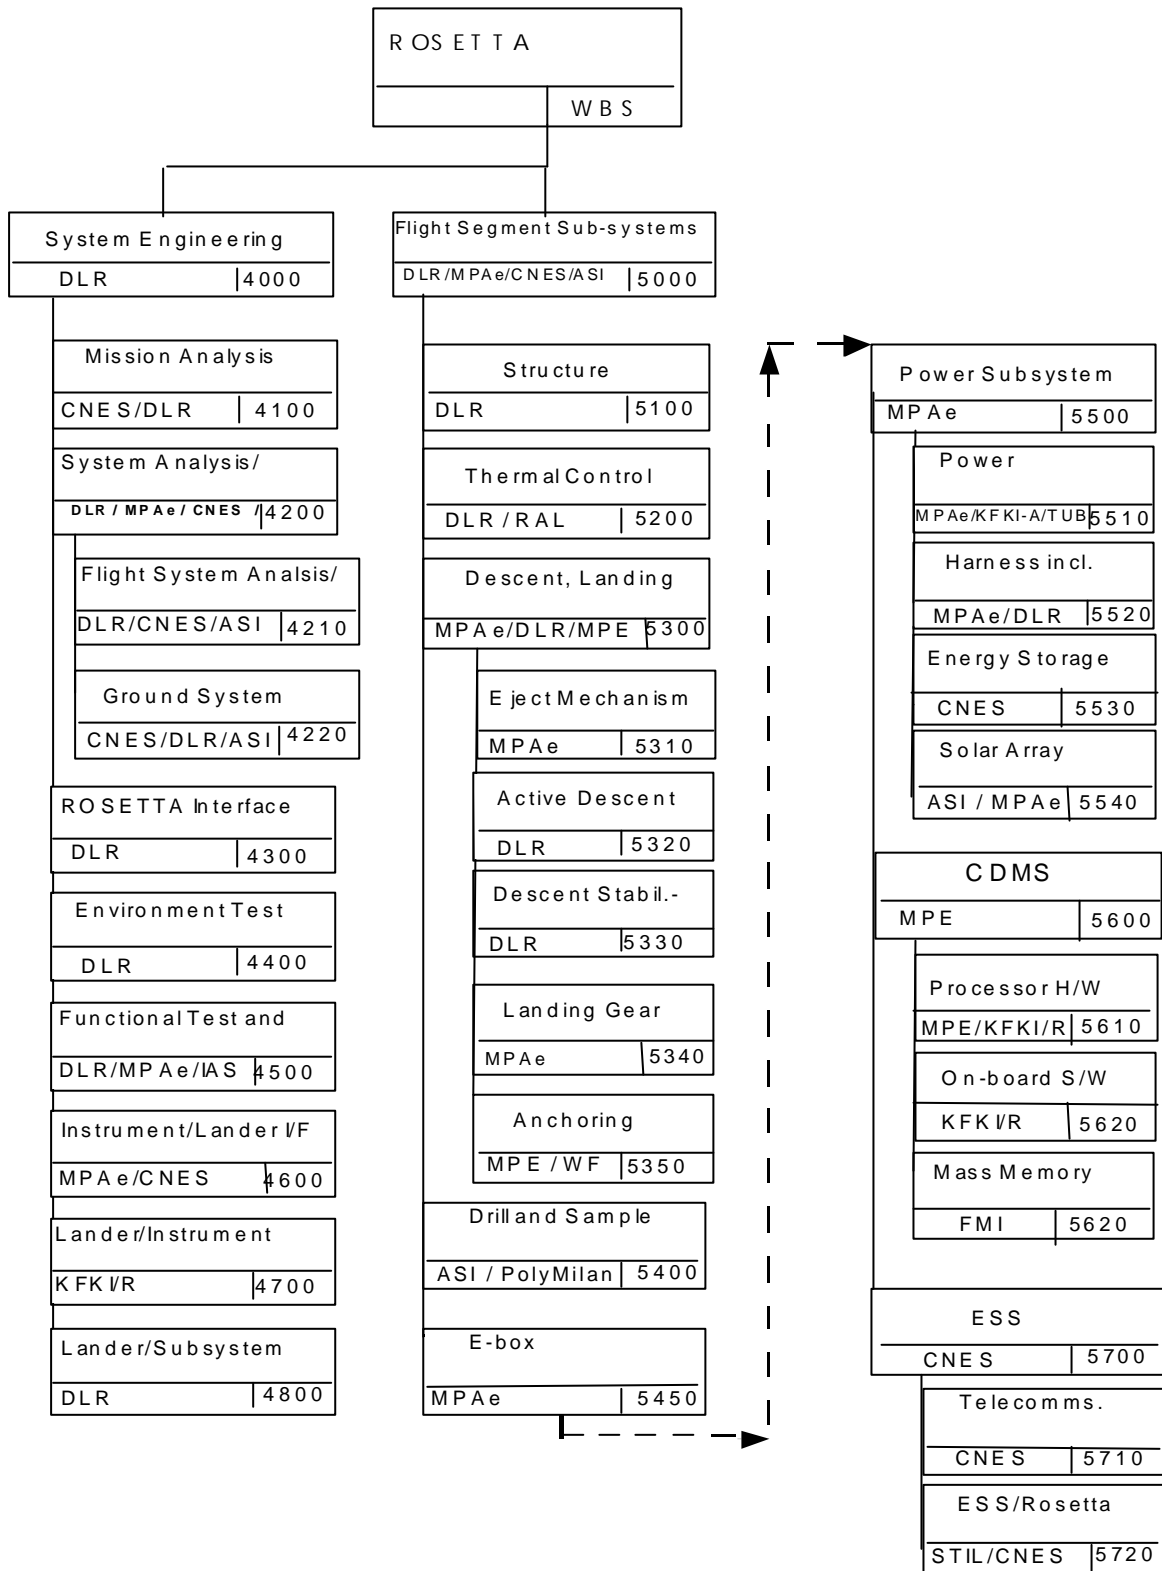 ROSETTA
WBS
System Engineering
DLR 4000
Mission Analysis
CNES/DLR 4100
System Analysis/
DLR / MPAe / CNES / 4200
Flight System Analsis/
DLR/CNES/ASI 4210
Ground System
CNES/DLR/ASI 4220
ROSETTA Interface
DLR 4300
Environment Test
DLR 4400
Functional Test and
DLR/MPAe/IAS 4500
Instrument/Lander I/F
MPAe/CNES 4600
Lander/Instrument
KFKI/R 4700
Lander/Subsystem
DLR 4800
Flight Segment Sub-systems
DLR/MPAe/CNES/ASI 5000
Structure
DLR 5100
Thermal Control
DLR / RAL 5200
Descent, Landing
MPAe/DLR/MPE 5300
Eject Mechanism
MPAe 5310
Active Descent
DLR 5320
Descent Stabil.-
DLR 5330
Landing Gear
MPAe 5340
Anchoring
MPE / WF 5350
Drill and Sample
ASI / PolyMilan 5400
E-box
MPAe 5450
Power Subsystem
MPAe 5500
Power
MPAe/KFKI-A/TUB 5510
Harness incl.
MPAe/DLR 5520
Energy Storage
CNES 5530
Solar Array
ASI / MPAe 5540
CDMS
MPE 5600
Processor H/W
MPE/KFKI/R 5610
On-board S/W
KFKI/R 5620
Mass Memory
FMI 5620
ESS
CNES 5700
Telecomms.
CNES 5710
ESS/Rosetta
STIL/CNES 5720